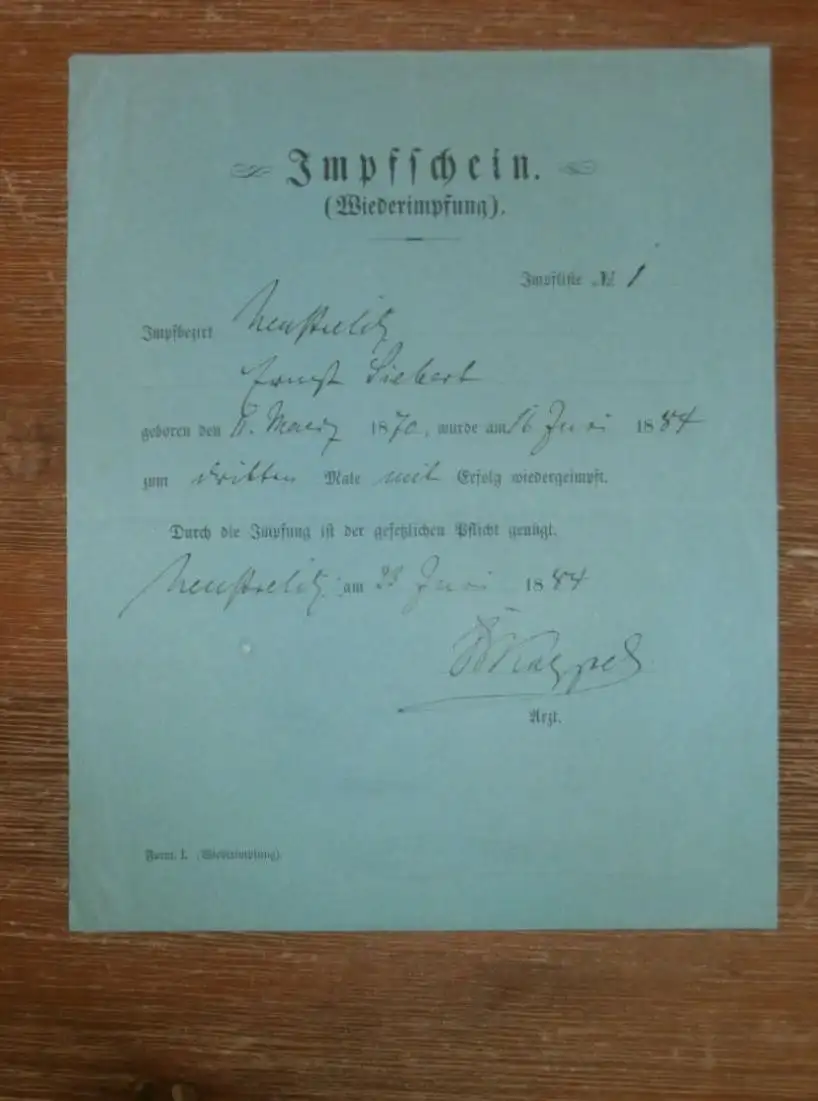 Impfschein.
(Wiederimpfung).
Impfliste № 1
Impfbezirk Neustrelitz
Ernst Siebert
geboren den März 1870, wurde am 16 Juni 1884
zum dritten Male mit Erfolg wiedergeimpft.
Durch die Impfung ist der gesetzlichen Pflicht genügt.
Neustrelitz, am 23 Juni 1884
Arzt.
Form. I. (Wiederimpfung).